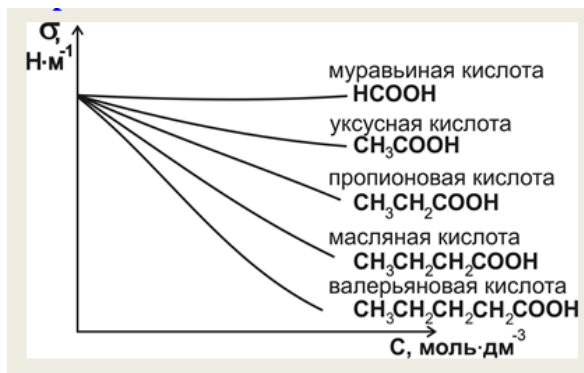 σ,
Н·м⁻¹
муравьиная кислота
HCOOH
уксусная кислота
CH₃COOH
пропионовая кислота
CH₃CH₂COOH
масляная кислота
CH₃CH₂CH₂COOH
валерьяновая кислота
CH₃CH₂CH₂CH₂COOH
С, моль·дм⁻³